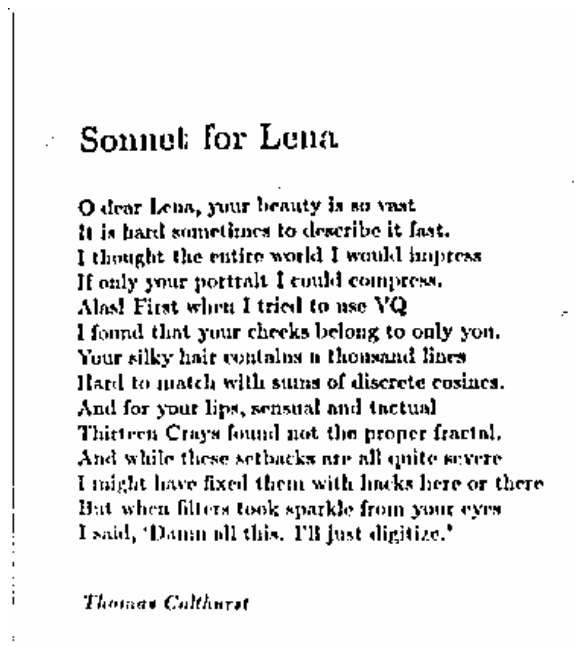 Sonnet for Lena
O dear Lena, your beauty is so vast
It is hard sometimes to describe it fast.
I thought the entire world I would impress
If only your portrait I could compress.
Alas! First when I tried to use VQ
I found that your cheeks belong to only you.
Your silky hair contains a thousand lines
Hard to match with sums of discrete cosines.
And for your lips, sensual and tactual
Thirteen Crays found not the proper fractal.
And while these setbacks are all quite severe
I might have fixed them with hacks here or there
But when filters took sparkle from your eyes
I said, 'Damn all this. I'll just digitize.'
Thomas Colthurst